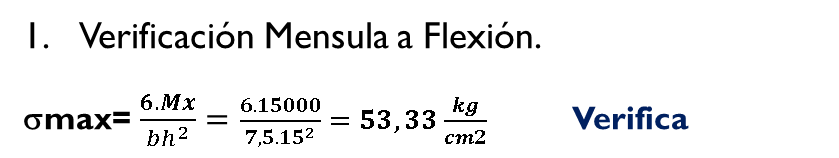 1. Verificación Mensula a Flexión.
σmax= 6.Mx / bh² = 6.15000 / 7,5.15² = 53,33 kg / cm2 Verifica